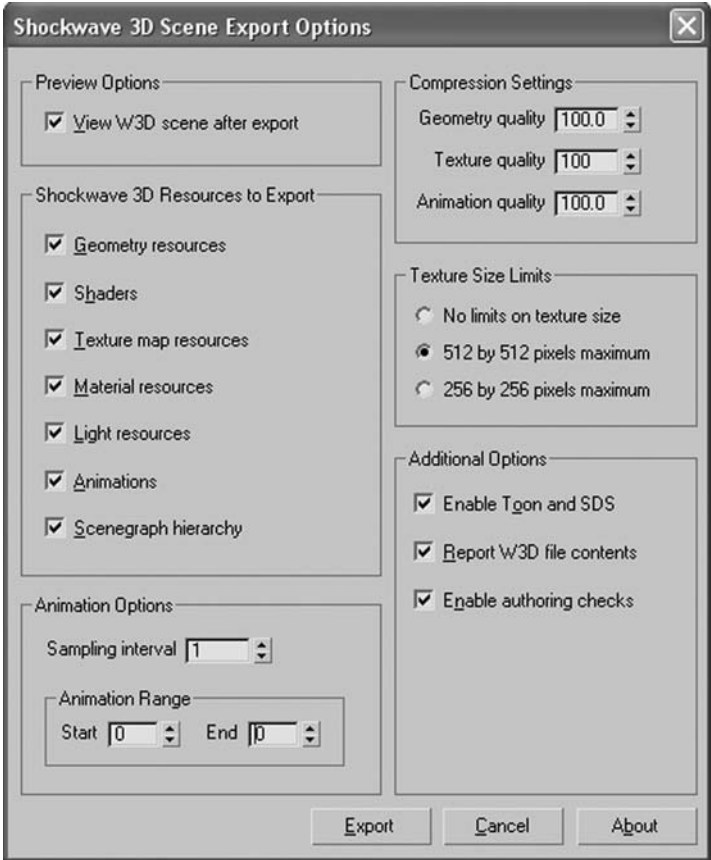 Shockwave 3D Scene Export Options
Preview Options
View W3D scene after export
Shockwave 3D Resources to Export
Geometry resources
Shaders
Texture map resources
Material resources
Light resources
Animations
Scenegraph hierarchy
Animation Options
Sampling interval 1
Animation Range
Start 0 End 0
Compression Settings
Geometry quality 100.0
Texture quality 100
Animation quality 100.0
Texture Size Limits
No limits on texture size
512 by 512 pixels maximum
256 by 256 pixels maximum
Additional Options
Enable Toon and SDS
Report W3D file contents
Enable authoring checks
Export Cancel About